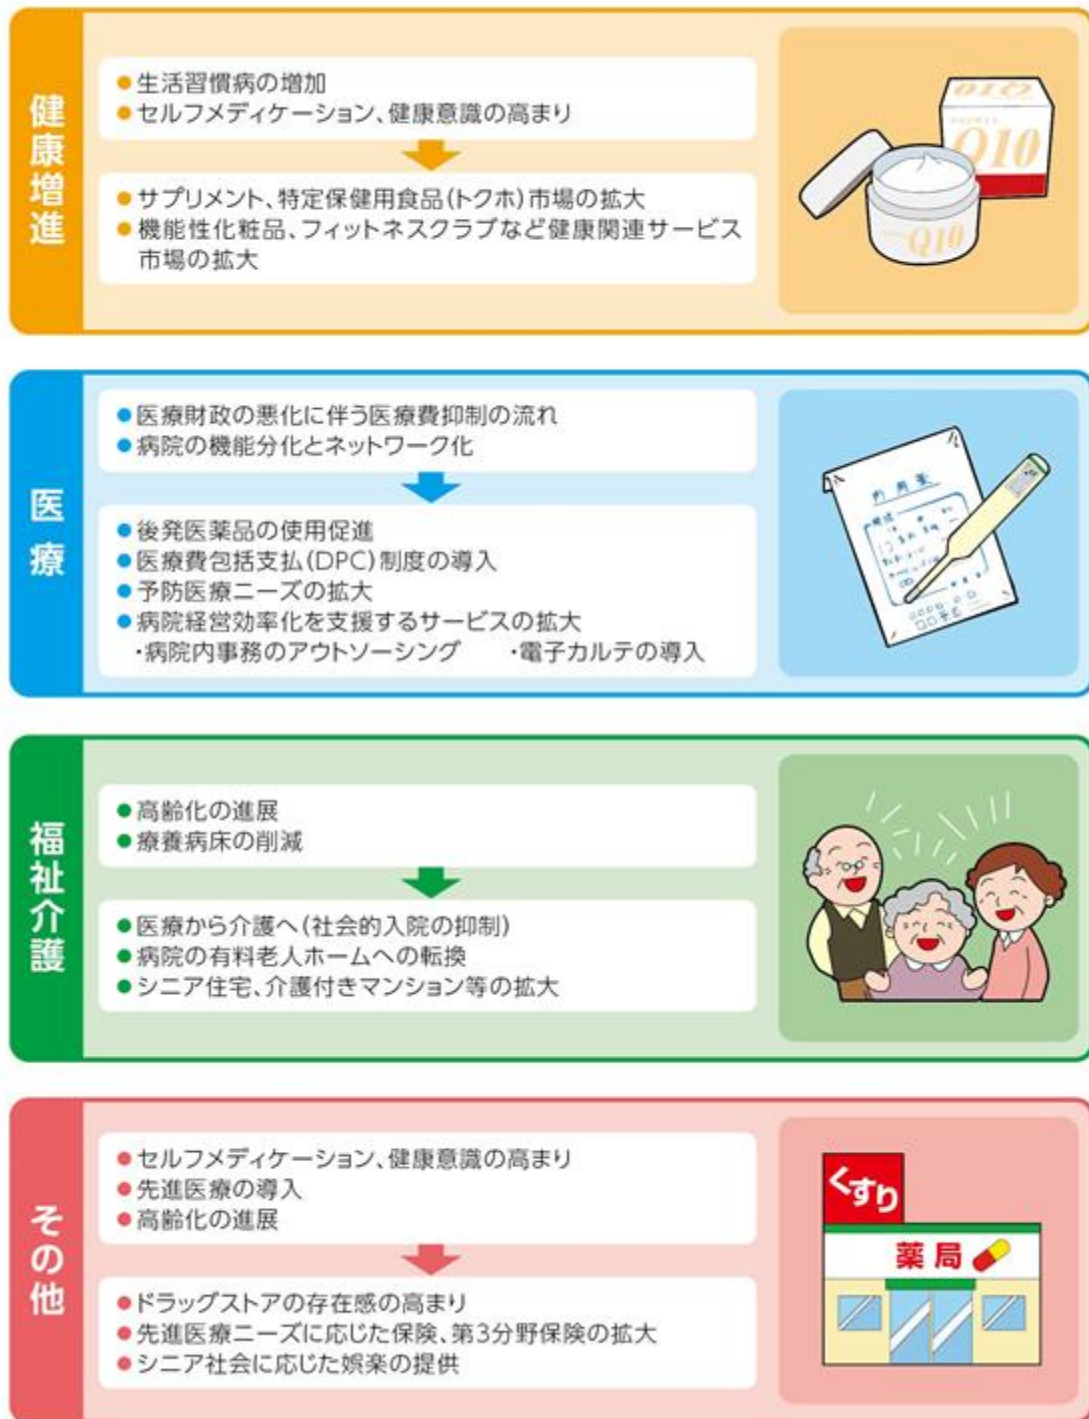 健康増進
●生活習慣病の増加
●セルフメディケーション、健康意識の高まり
●サプリメント、特定保健用食品(トクホ)市場の拡大
●機能性化粧品、フィットネスクラブなど健康関連サービス
市場の拡大
Q10
Q10
Q10
医療
●医療財政の悪化に伴う医療費抑制の流れ
●病院の機能分化とネットワーク化
●後発医薬品の使用促進
●医療費包括支払(DPC)制度の導入
●予防医療ニーズの拡大
●病院経営効率化を支援するサービスの拡大
・病院内事務のアウトソーシング ・電子カルテの導入
内用薬
福祉介護
●高齢化の進展
●療養病床の削減
●医療から介護へ(社会的入院の抑制)
●病院の有料老人ホームへの転換
●シニア住宅、介護付きマンション等の拡大
その他
●セルフメディケーション、健康意識の高まり
●先進医療の導入
●高齢化の進展
●ドラッグストアの存在感の高まり
●先進医療ニーズに応じた保険、第3分野保険の拡大
●シニア社会に応じた娯楽の提供
くすり
薬局